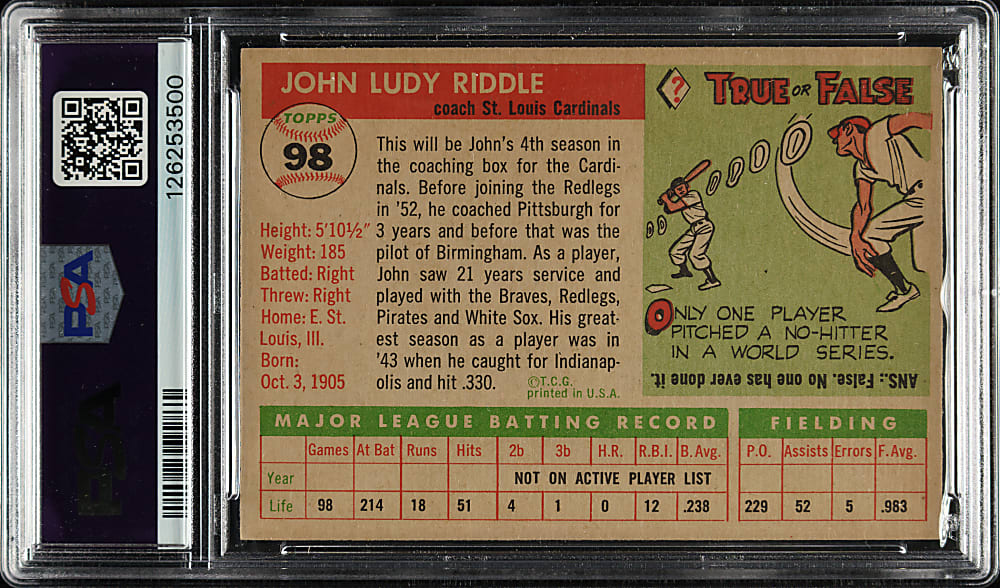 126253500
PSA
PSA
JOHN LUDY RIDDLE
coach St. Louis Cardinals
TOPPS
98
Height: 5'10½"
Weight: 185
Batted: Right
Threw: Right
Home: E. St.
Louis, Ill.
Born:
Oct. 3, 1905
This will be John's 4th season in
the coaching box for the Cardi-
nals. Before joining the Redlegs
in '52, he coached Pittsburgh for
3 years and before that was the
pilot of Birmingham. As a player,
John saw 21 years service and
played with the Braves, Redlegs,
Pirates and White Sox. His great-
est season as a player was in
'43 when he caught for Indianap-
olis and hit .330.
©T.C.G.
printed in U.S.A.
? TRUE OR FALSE
ONLY ONE PLAYER
PITCHED A NO-HITTER
IN A WORLD SERIES.
ANS.: False. No one has ever done it.
MAJOR LEAGUE BATTING RECORD
Games At Bat Runs Hits 2b 3b H.R. R.B.I. B. Avg.
Year NOT ON ACTIVE PLAYER LIST
Life 98 214 18 51 4 1 0 12 .238
FIELDING
P.O. Assists Errors F. Avg.
229 52 5 .983